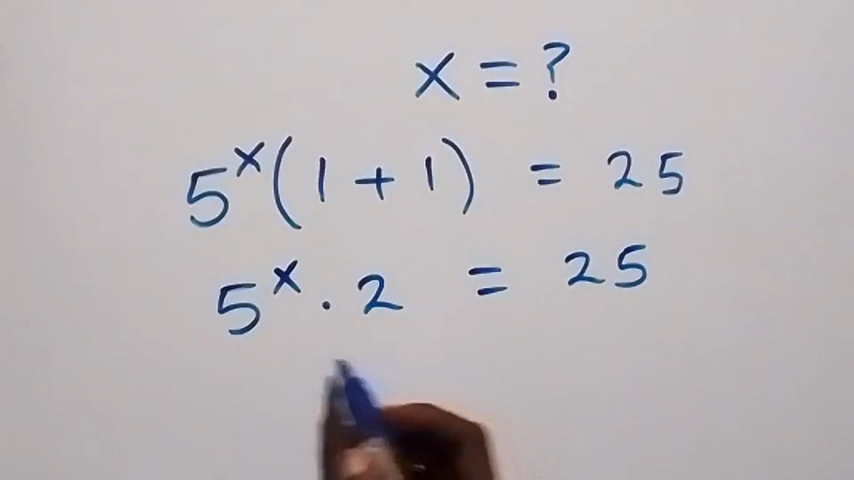 x = ?
5^x(1 + 1) = 25
5^x · 2 = 25